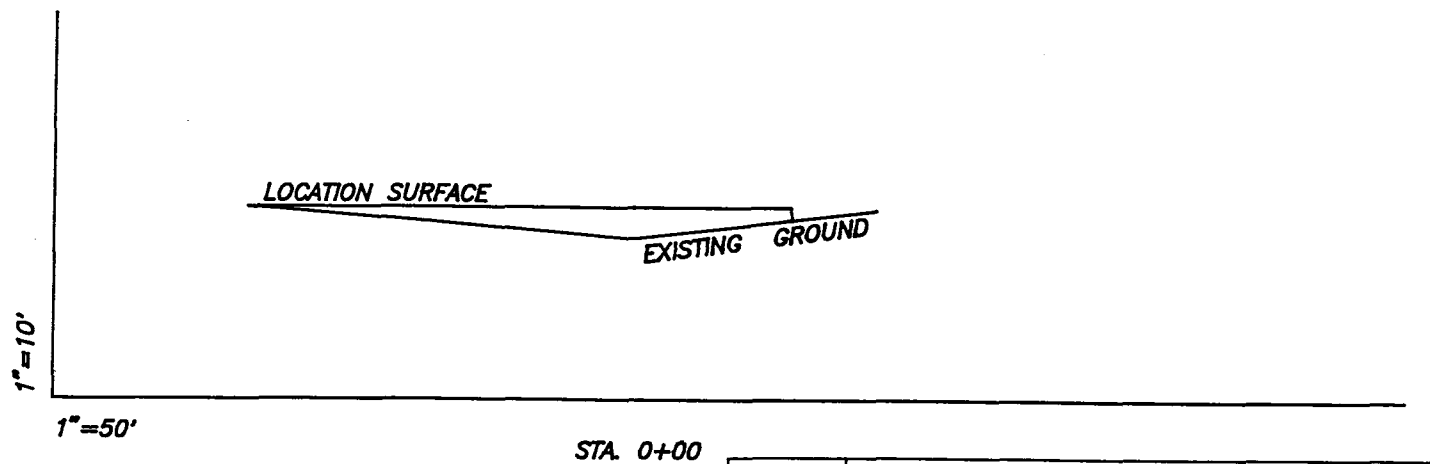 LOCATION SURFACE
EXISTING GROUND
1"=10'
1"=50'
STA. 0+00